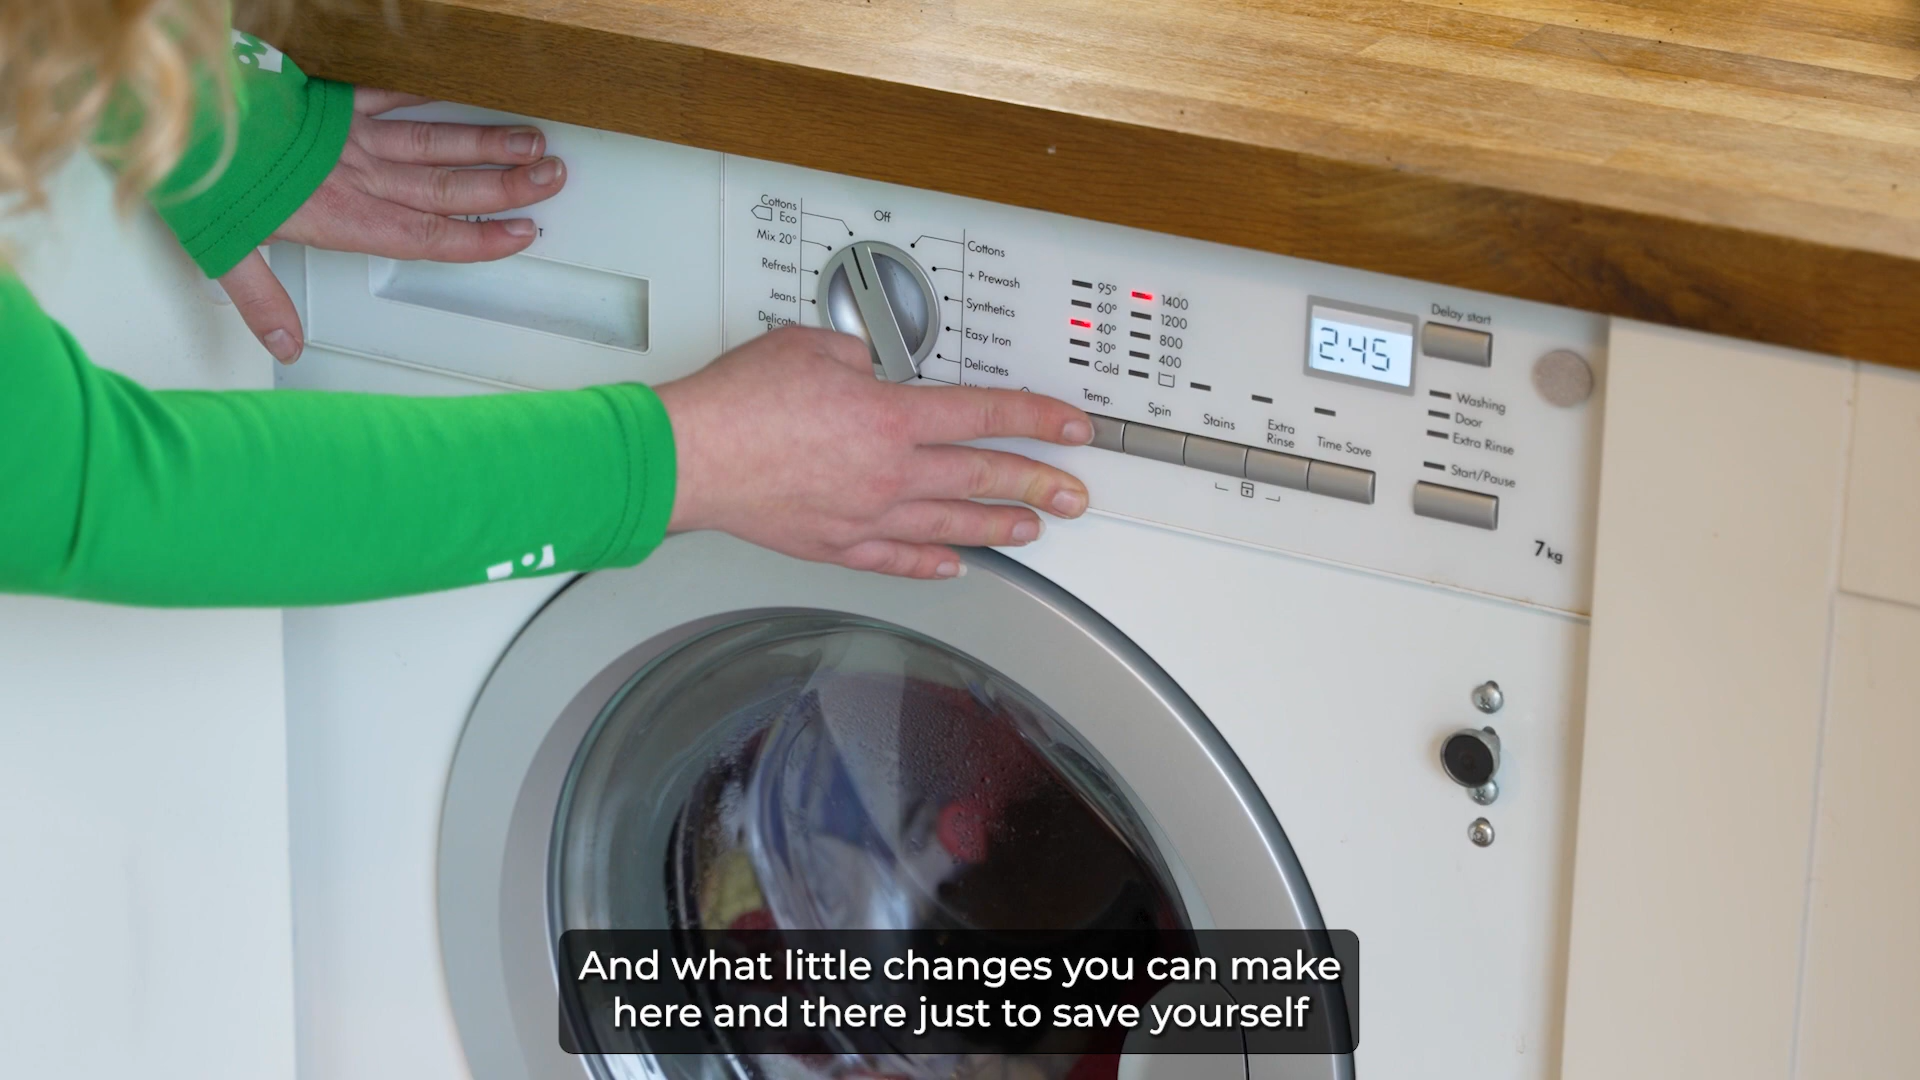 Cottons
Eco
Mix 20°
Refresh
Jeans
Delicate
Off
Cottons
+ Prewash
Synthetics
Easy Iron
Delicates
95°
60°
40°
30°
Cold
1400
1200
800
400
Temp.
Spin
Stains
Extra
Rinse
Time Save
2.45
Delay start
Washing
Door
Extra Rinse
Start/Pause
7kg
And what little changes you can make
here and there just to save yourself